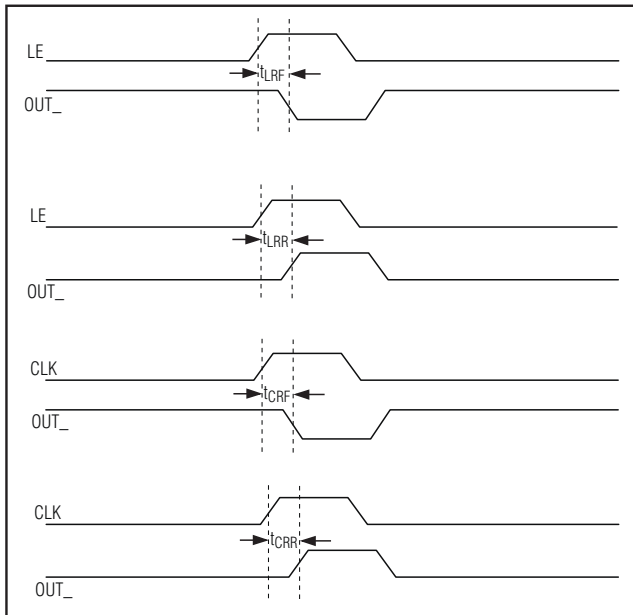 LE
tLRF
OUT_
LE
tLRR
OUT_
CLK
tCRF
OUT_
CLK
tCRR
OUT_